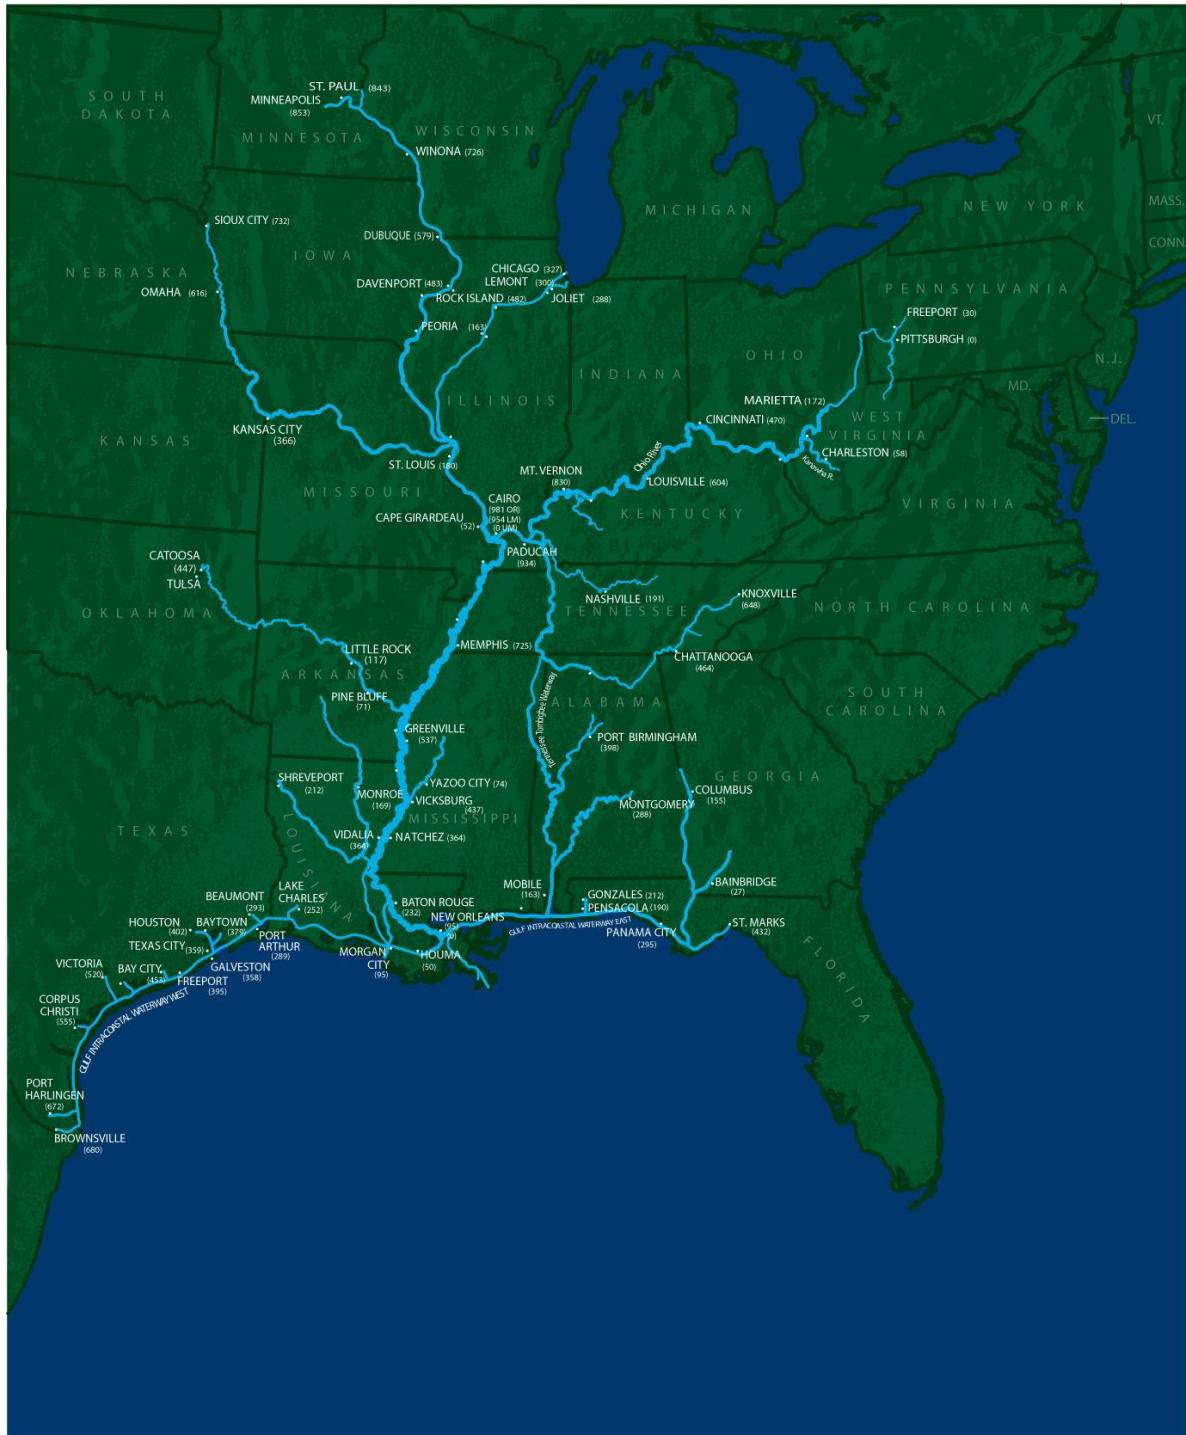 SOUTH
DAKOTA
MINNESOTA
WISCONSIN
MICHIGAN
NEW YORK
VT.
MASS.
CONN.
ST. PAUL (843)
MINNEAPOLIS
(853)
WINONA (726)
SIOUX CITY (732)
DUBUQUE (579)
IOWA
NEBRASKA
OMAHA (616)
CHICAGO (327)
LEMONT (300)
DAVENPORT (483)
ROCK ISLAND (482)
JOLIET (288)
PEORIA (163)
PENNSYLVANIA
FREEPORT (30)
PITTSBURGH (0)
OHIO
N.J.
MD.
DEL.
INDIANA
ILLINOIS
MARIETTA (172)
WEST
VIRGINIA
CINCINNATI (470)
CHARLESTON (58)
Kanawha R.
KANSAS CITY
(366)
KANSAS
ST. LOUIS (180)
MISSOURI
Ohio River
MT. VERNON
(830)
LOUISVILLE (604)
CAIRO
(981 OR)
(954 LM)
(0 UM)
CAPE GIRARDEAU
(52)
KENTUCKY
VIRGINIA
PADUCAH
(934)
CATOOSA
(447)
TULSA
NASHVILLE (191)
TENNESSEE
KNOXVILLE
(648)
NORTH CAROLINA
OKLAHOMA
LITTLE ROCK
(117)
MEMPHIS (725)
CHATTANOOGA
(464)
ARKANSAS
PINE BLUFF
(71)
Tennessee Tombigbee Waterway
ALABAMA
SOUTH
CAROLINA
GREENVILLE
(537)
PORT BIRMINGHAM
(398)
GEORGIA
SHREVEPORT
(212)
MONROE
(169)
YAZOO CITY (74)
VICKSBURG
(437)
MISSISSIPPI
COLUMBUS
(155)
MONTGOMERY
(288)
TEXAS
LOUISIANA
VIDALIA
(364)
NATCHEZ (364)
BAINBRIDGE
(27)
MOBILE
(163)
GONZALES (212)
PENSACOLA (190)
LAKE
CHARLES
(252)
BEAUMONT
(293)
BATON ROUGE
(232)
NEW ORLEANS
(95)
(0)
GULF INTRACOASTAL WATERWAY EAST
PANAMA CITY
(295)
ST. MARKS
(432)
HOUSTON
(402)
BAYTOWN
(379)
PORT
ARTHUR
(289)
TEXAS CITY (359)
MORGAN
CITY
(95)
HOUMA
(50)
FLORIDA
VICTORIA
(520)
BAY CITY
(453)
GALVESTON
(358)
FREEPORT
(395)
CORPUS
CHRISTI
(555)
GULF INTRACOASTAL WATERWAY WEST
PORT
HARLINGEN
(672)
BROWNSVILLE
(680)